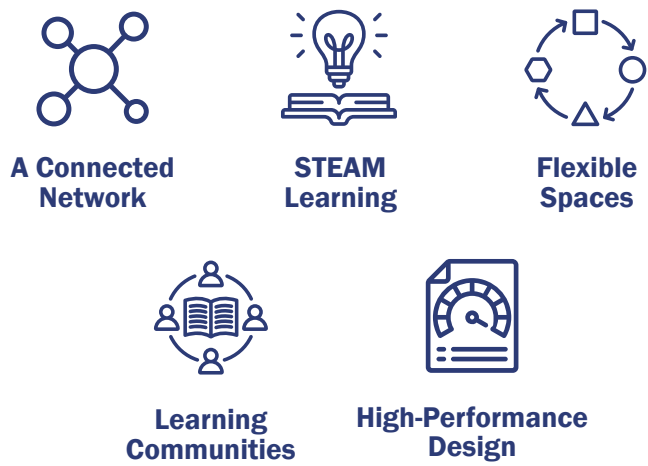 A Connected
Network
STEAM
Learning
Flexible
Spaces
Learning
Communities
High-Performance
Design